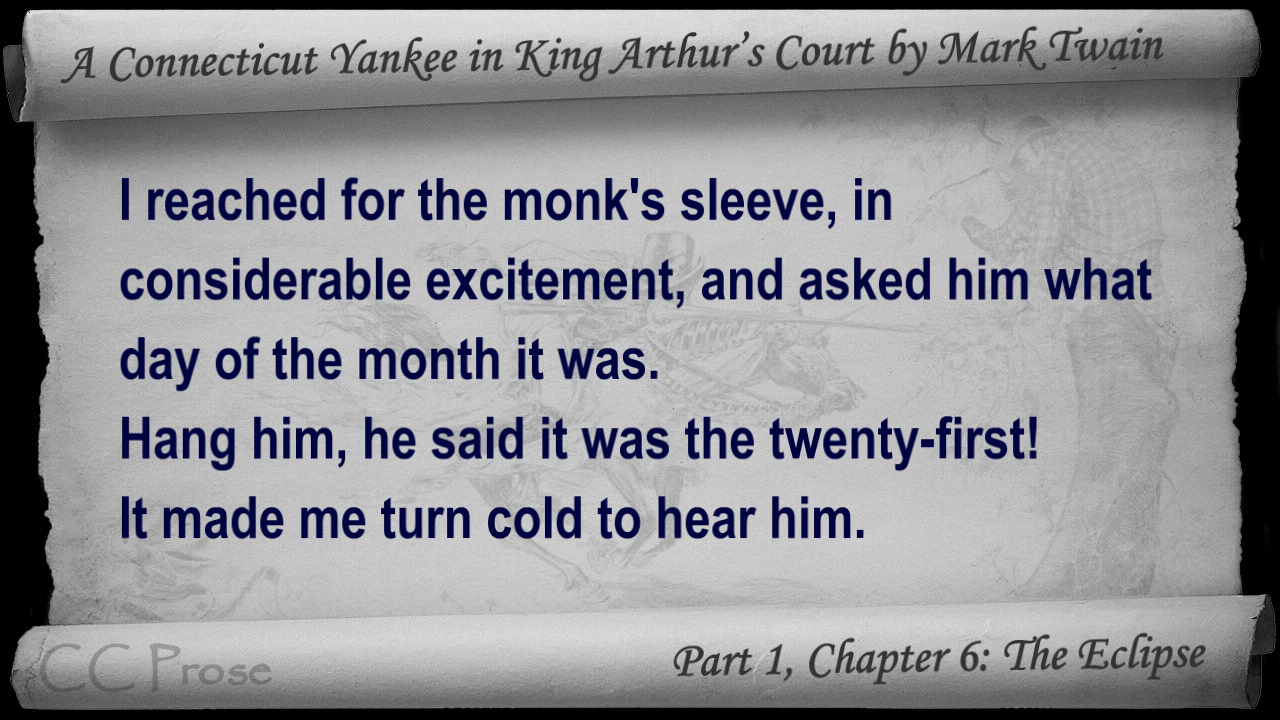 A Connecticut Yankee in King Arthur's Court by Mark Twain
I reached for the monk's sleeve, in
considerable excitement, and asked him what
day of the month it was.
Hang him, he said it was the twenty-first!
It made me turn cold to hear him.
CC Prose
Part 1, Chapter 6: The Eclipse